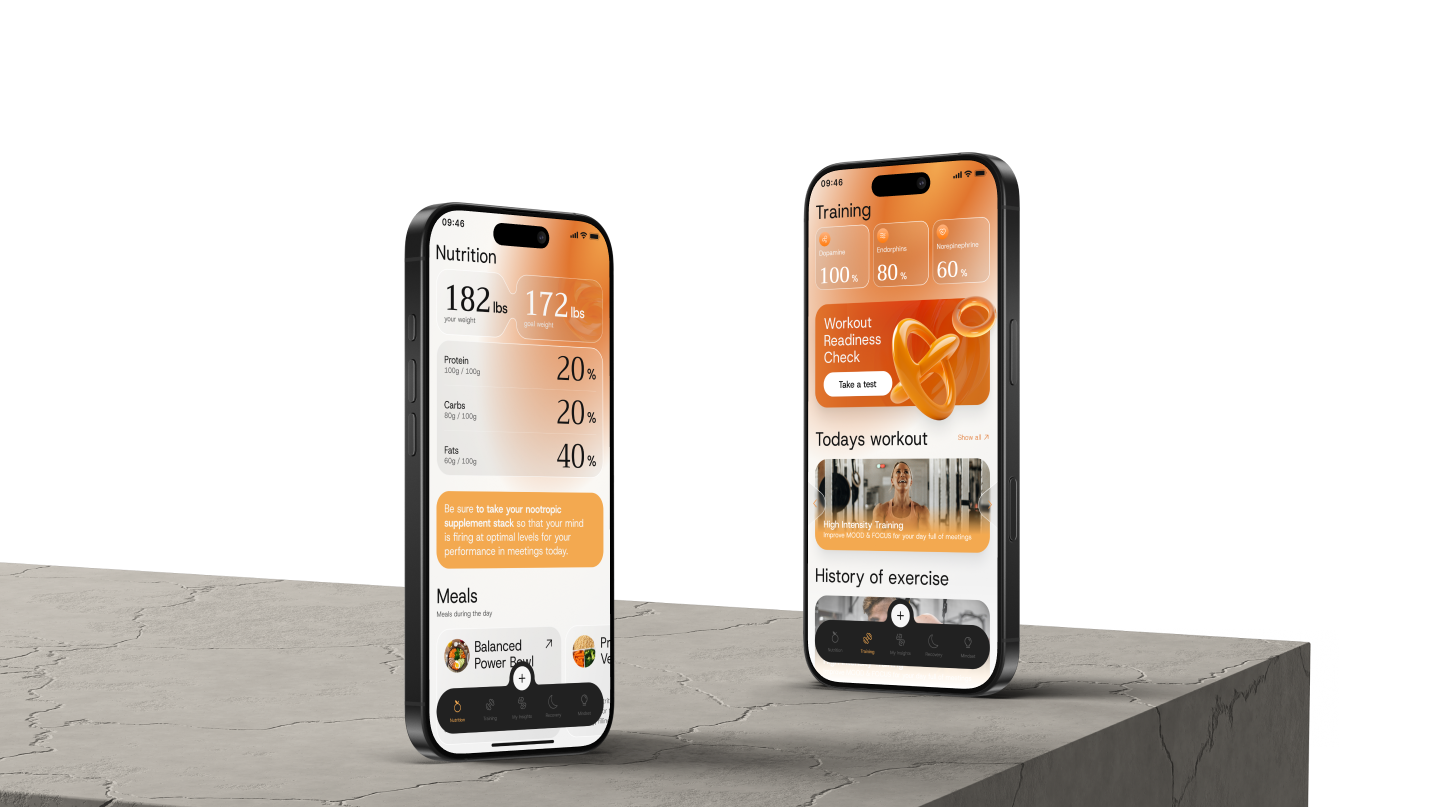 09:46
Nutrition
182 lbs
your weight
172 lbs
goal weight
Protein
100g / 100g
20 %
Carbs
80g / 100g
20 %
Fats
60g / 100g
40 %
Be sure to take your nootropic
supplement stack so that your mind
is firing at optimal levels for your
performance in meetings today.
Meals
Meals during the day
Balanced
Power Bowl
Pr
Ve
Nutrition
Training
My Insights
Recovery
Mindset
09:46
Training
Dopamine
100 %
Endorphins
80 %
Norepinephrine
60 %
Workout
Readiness
Check
Take a test
Todays workout
Show all
High Intensity Training
Improve MOOD & FOCUS for your day full of meetings
History of exercise
Nutrition
Training
My Insights
Recovery
Mindset